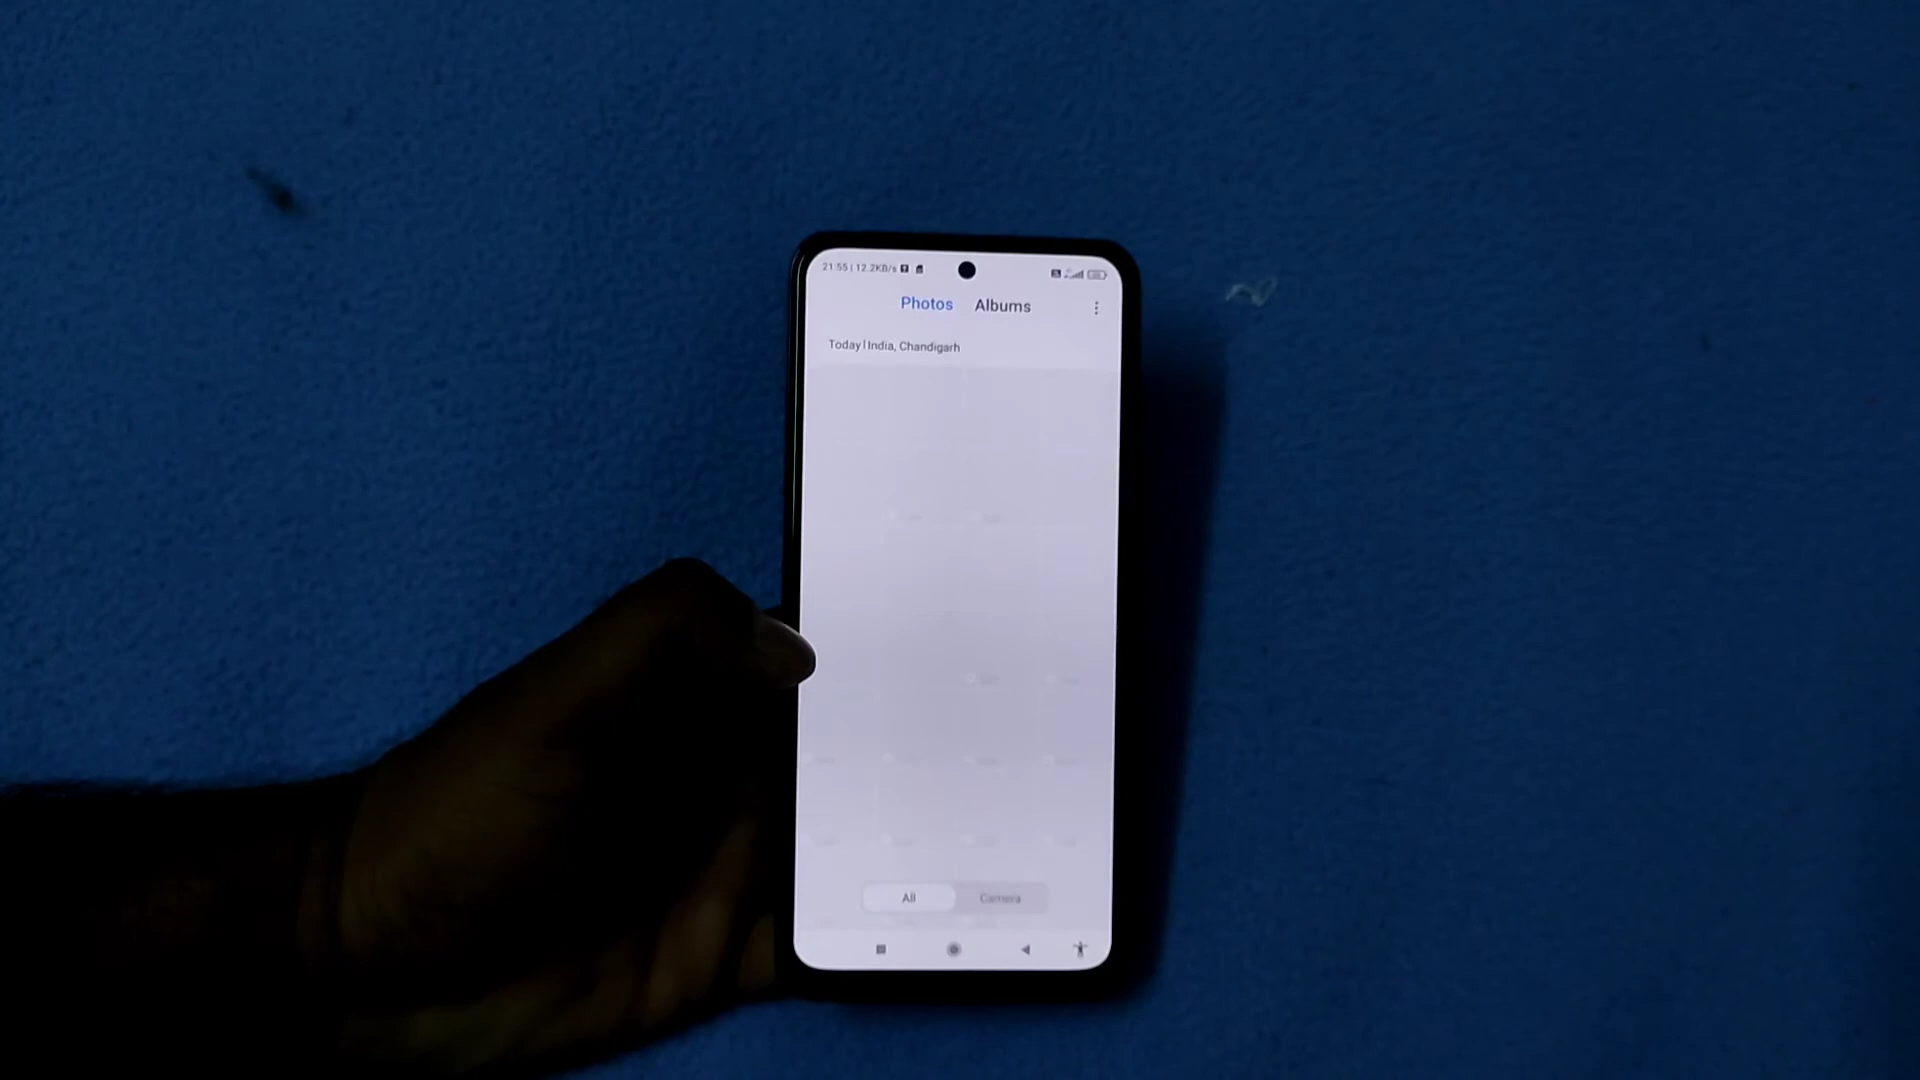 21:55 | 12.2KB/s
Photos Albums
Today | India, Chandigarh
All Camera